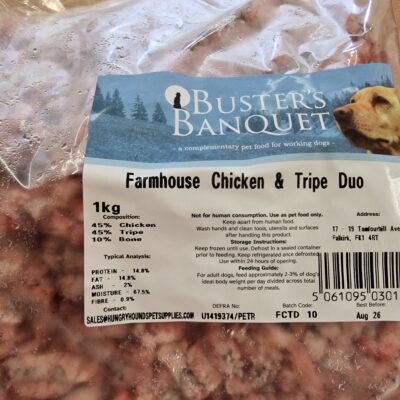 BUSTER'S
BANQUET
a complementary pet food for working dogs -
Farmhouse Chicken & Tripe Duo
1kg
Composition:
45% Chicken
45% Tripe
10% Bone
Typical Analysis:
PROTEIN - 14.8%
FAT - 14.8%
ASH - 2%
MOISTURE - 67.5%
FIBRE - 0.9%
Contact:
SALES@HUNGRYHOUNDSPETSUPPLIES.COM
Not for human consumption. Use as pet food only.
Keep apart from human food.
Wash hands and clean tools, utensils and surfaces
after handling this product.
Storage Instructions:
Keep frozen until use. Defrost in a sealed container
prior to feeding. Keep refrigerated once defrosted.
Use within 24 hours of opening.
Feeding Guide:
For adult dogs, feed approximately 2-3% of dog's
ideal body weight per day divided across total
number of meals.
DEFRA No:
U1419374/PETR
Batch Code:
FCTD 10
Address:
17 - 19 Tamfourhill Ave
Falkirk, FK1 4RT
5 061095 0301
Best Before:
Aug 26